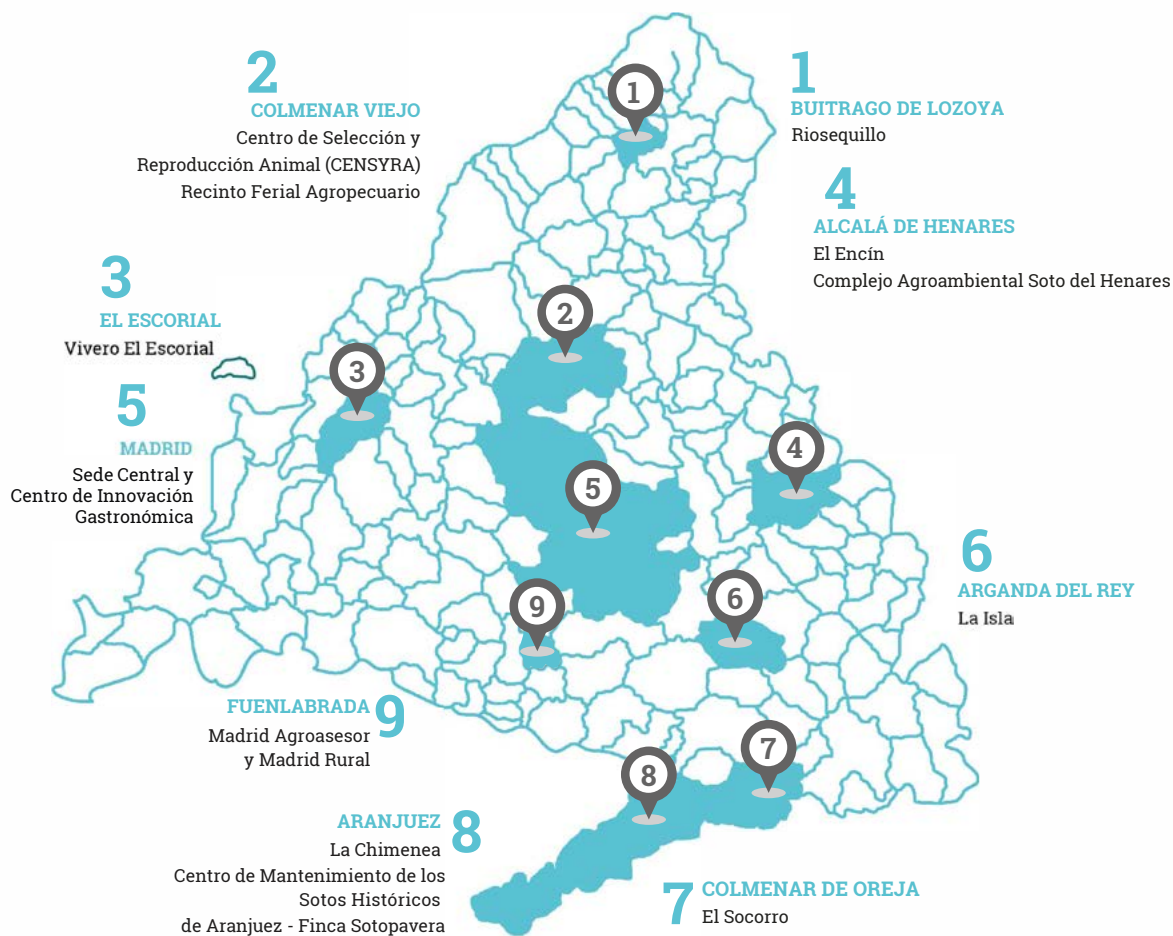 1
BUITRAGO DE LOZOYA
Riosequillo
2
COLMENAR VIEJO
Centro de Selección y
Reproducción Animal (CENSYRA)
Recinto Ferial Agropecuario
3
EL ESCORIAL
Vivero El Escorial
4
ALCALÁ DE HENARES
El Encín
Complejo Agroambiental Soto del Henares
5
MADRID
Sede Central y
Centro de Innovación
Gastronómica
6
ARGANDA DEL REY
La Isla
7
COLMENAR DE OREJA
El Socorro
8
ARANJUEZ
La Chimenea
Centro de Mantenimiento de los
Sotos Históricos
de Aranjuez - Finca Sotopavera
9
FUENLABRADA
Madrid Agroasesor
y Madrid Rural
1
2
3
4
5
6
9
7
8